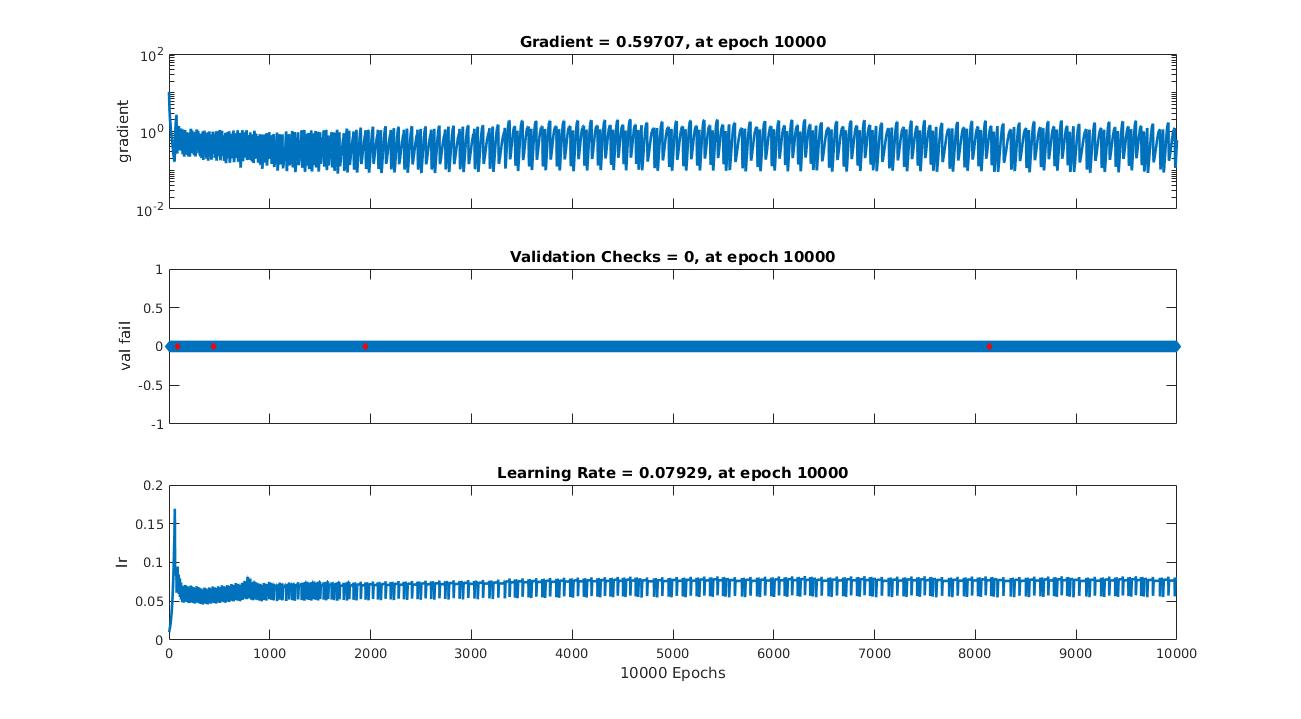 Gradient = 0.59707, at epoch 10000
10^2
10^0
10^-2
gradient
Validation Checks = 0, at epoch 10000
1
0.5
0
-0.5
-1
val fail
Learning Rate = 0.07929, at epoch 10000
0.2
0.15
0.1
0.05
0
lr
0 1000 2000 3000 4000 5000 6000 7000 8000 9000 10000
10000 Epochs